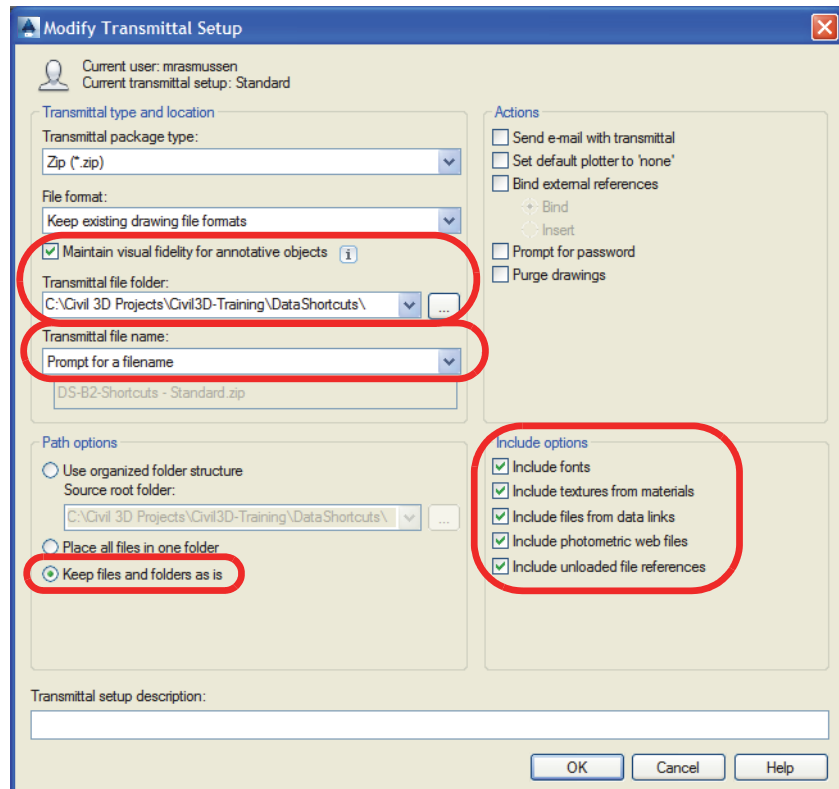 Modify Transmittal Setup
Current user: mrasmussen
Current transmittal setup: Standard
Transmittal type and location
Transmittal package type:
Zip (*.zip)
File format:
Keep existing drawing file formats
Maintain visual fidelity for annotative objects
Transmittal file folder:
C:\Civil 3D Projects\Civil3D-Training\DataShortcuts\
...
Transmittal file name:
Prompt for a filename
DS-B2-Shortcuts - Standard.zip
Actions
Send e-mail with transmittal
Set default plotter to 'none'
Bind external references
Bind
Insert
Prompt for password
Purge drawings
Path options
Use organized folder structure
Source root folder:
C:\Civil 3D Projects\Civil3D-Training\DataShortcuts\
...
Place all files in one folder
Keep files and folders as is
Include options
Include fonts
Include textures from materials
Include files from data links
Include photometric web files
Include unloaded file references
Transmittal setup description:
OK
Cancel
Help